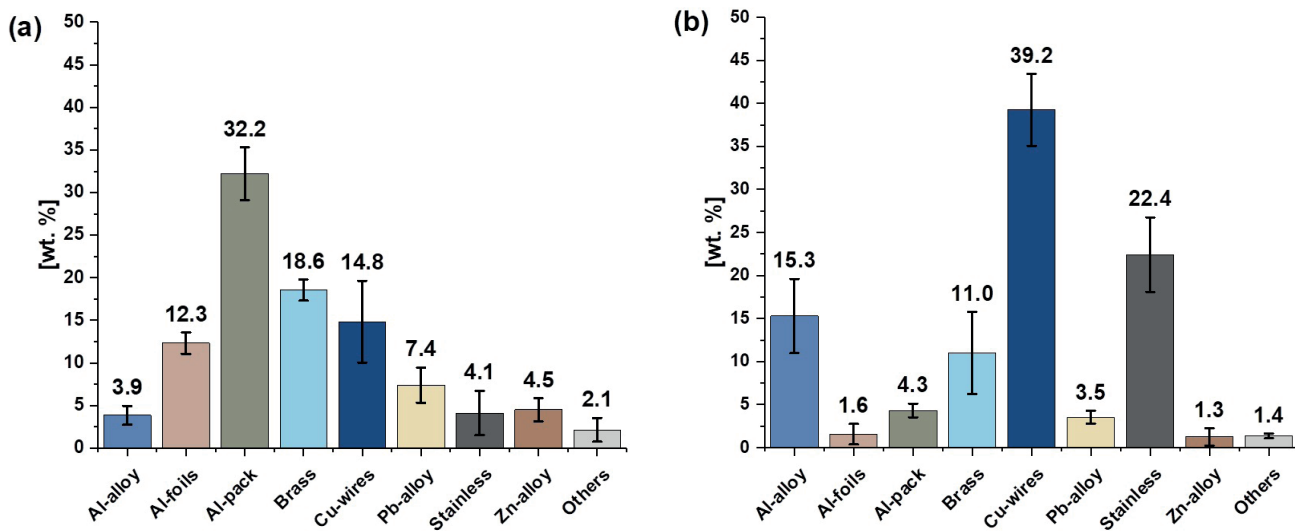 (a)
[wt. %]
50
45
40
35
30
25
20
15
10
5
0
3.9
12.3
32.2
18.6
14.8
7.4
4.1
4.5
2.1
Al-alloy
Al-foils
Al-pack
Brass
Cu-wires
Pb-alloy
Stainless
Zn-alloy
Others
(b)
[wt. %]
50
45
40
35
30
25
20
15
10
5
0
15.3
1.6
4.3
11.0
39.2
3.5
22.4
1.3
1.4
Al-alloy
Al-foils
Al-pack
Brass
Cu-wires
Pb-alloy
Stainless
Zn-alloy
Others